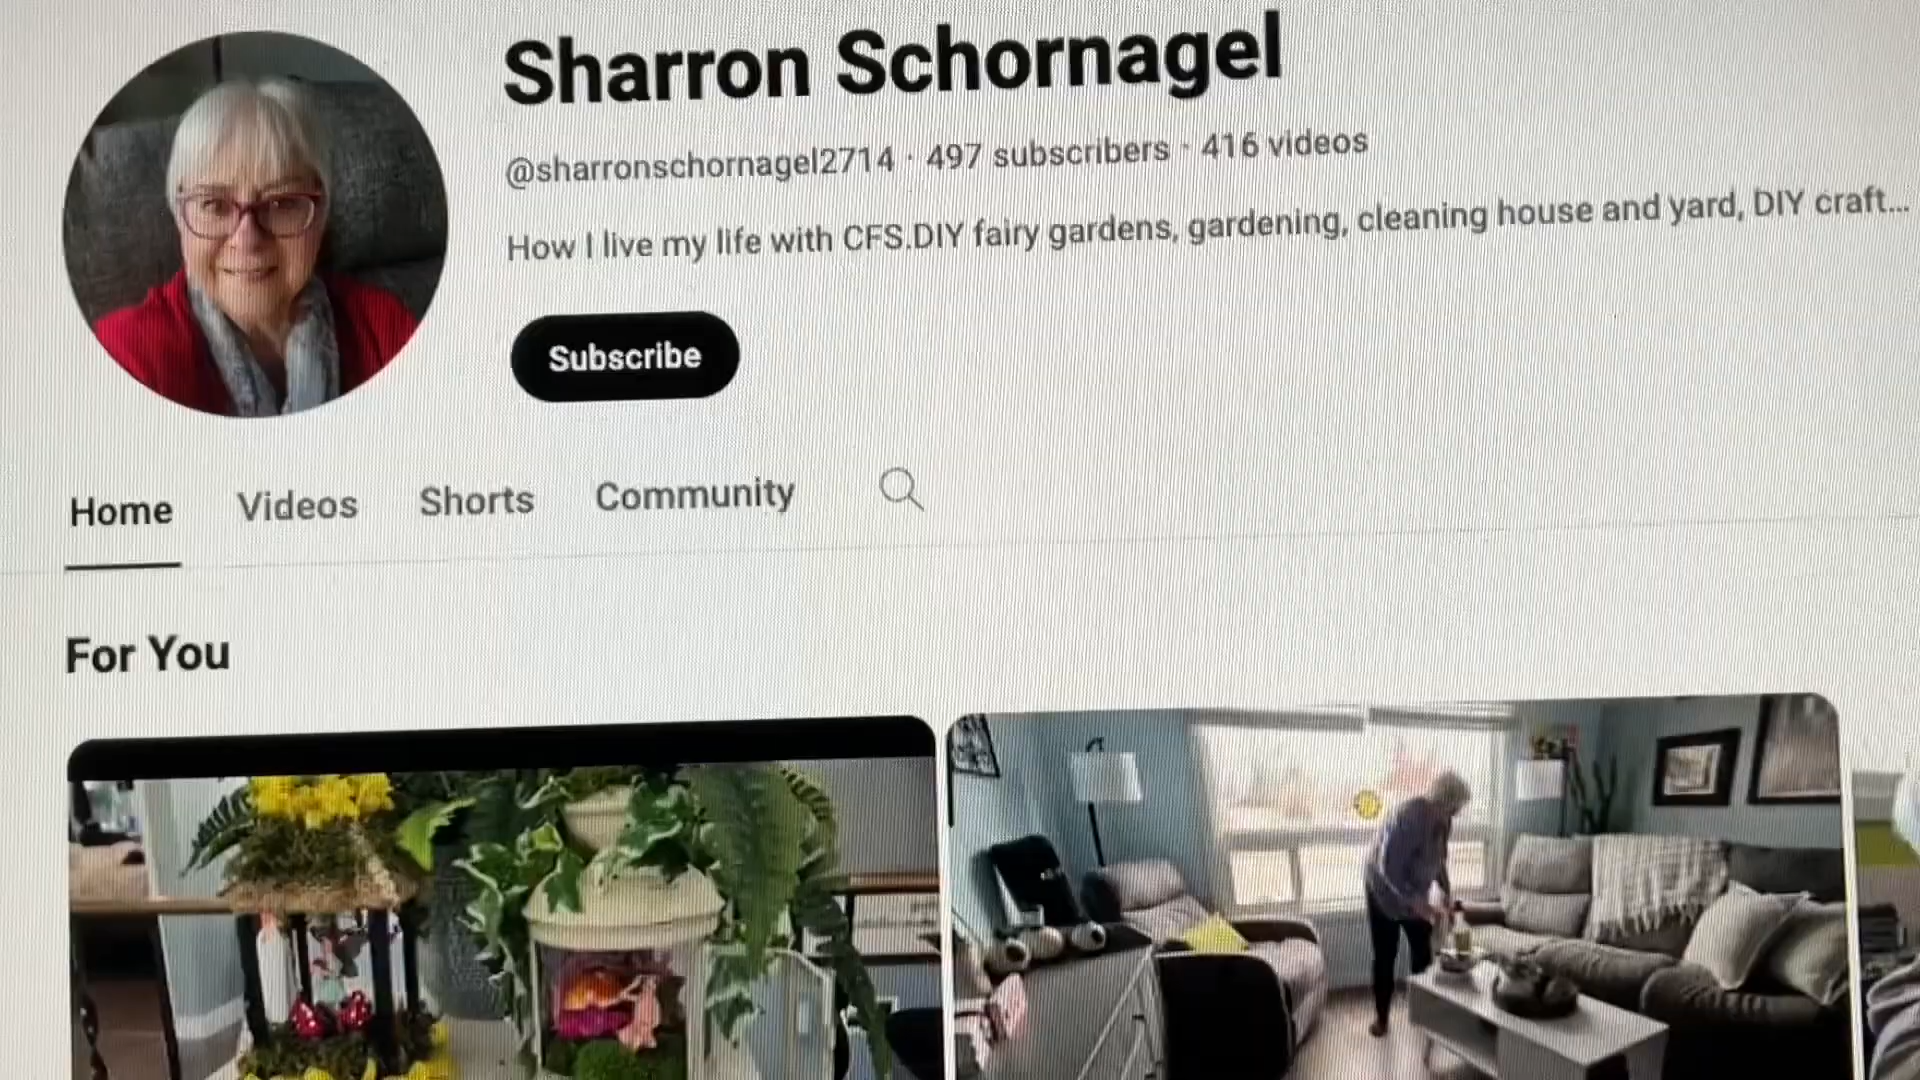 Sharron Schornagel
@sharronschornagel2714 · 497 subscribers · 416 videos
How I live my life with CFS.DIY fairy gardens, gardening, cleaning house and yard, DIY craft...
Subscribe
Home Videos Shorts Community
For You